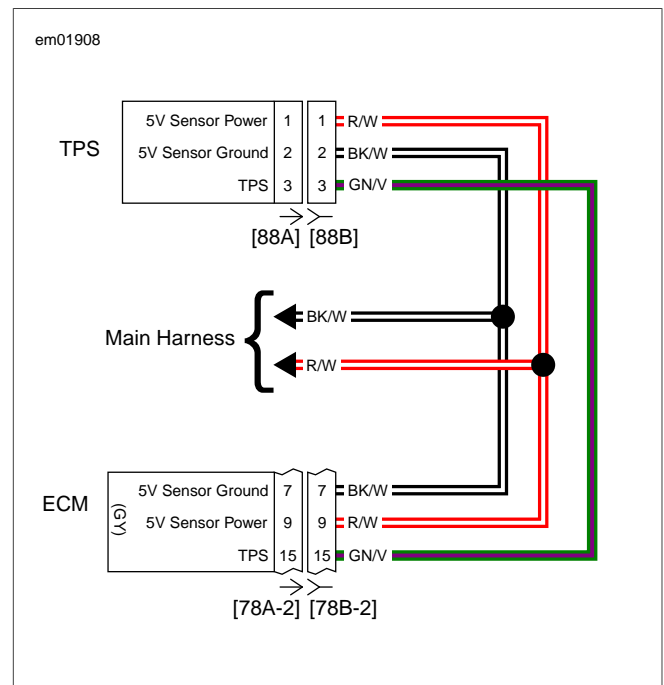 em01908
TPS
5V Sensor Power 1 1 R/W
5V Sensor Ground 2 2 BK/W
TPS 3 3 GN/V
[88A] [88B]
Main Harness
BK/W
R/W
ECM
(GY)
5V Sensor Ground 7 7 BK/W
5V Sensor Power 9 9 R/W
TPS 15 15 GN/V
[78A-2] [78B-2]